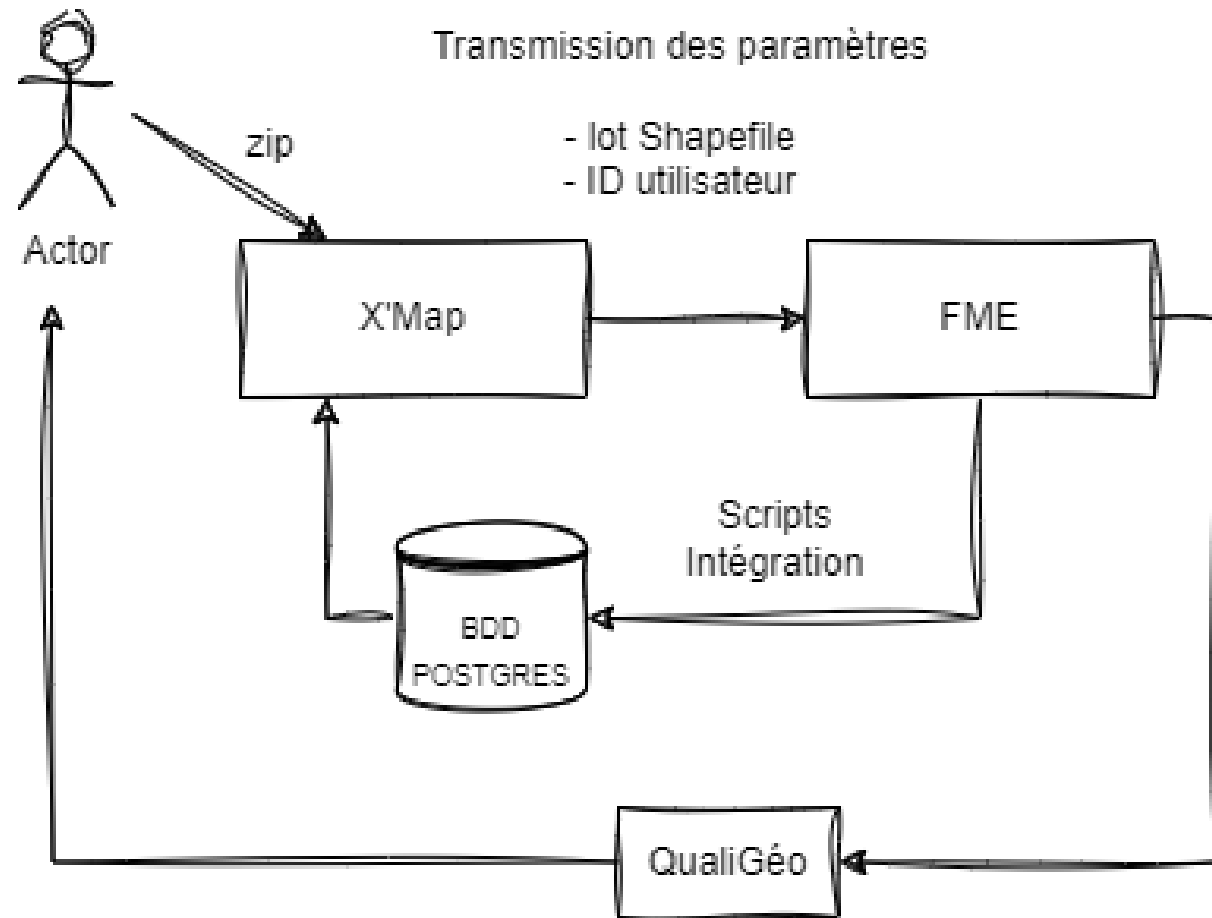 Transmission des paramètres
zip
- lot Shapefile
- ID utilisateur
Actor
X'Map
FME
Scripts
Intégration
BDD
POSTGRES
QualiGéo